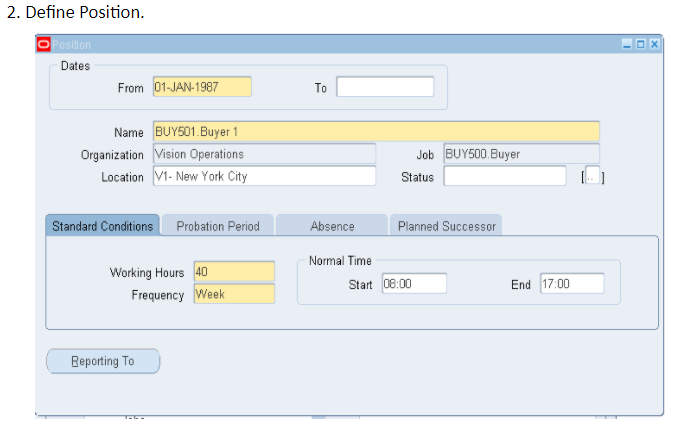 2. Define Position.
Position
Dates
From 01-JAN-1987 To
Name BUY501.Buyer 1
Organization Vision Operations Job BUY500.Buyer
Location V1- New York City Status [..]
Standard Conditions Probation Period Absence Planned Successor
Normal Time
Working Hours 40
Start 08:00 End 17:00
Frequency Week
Reporting To